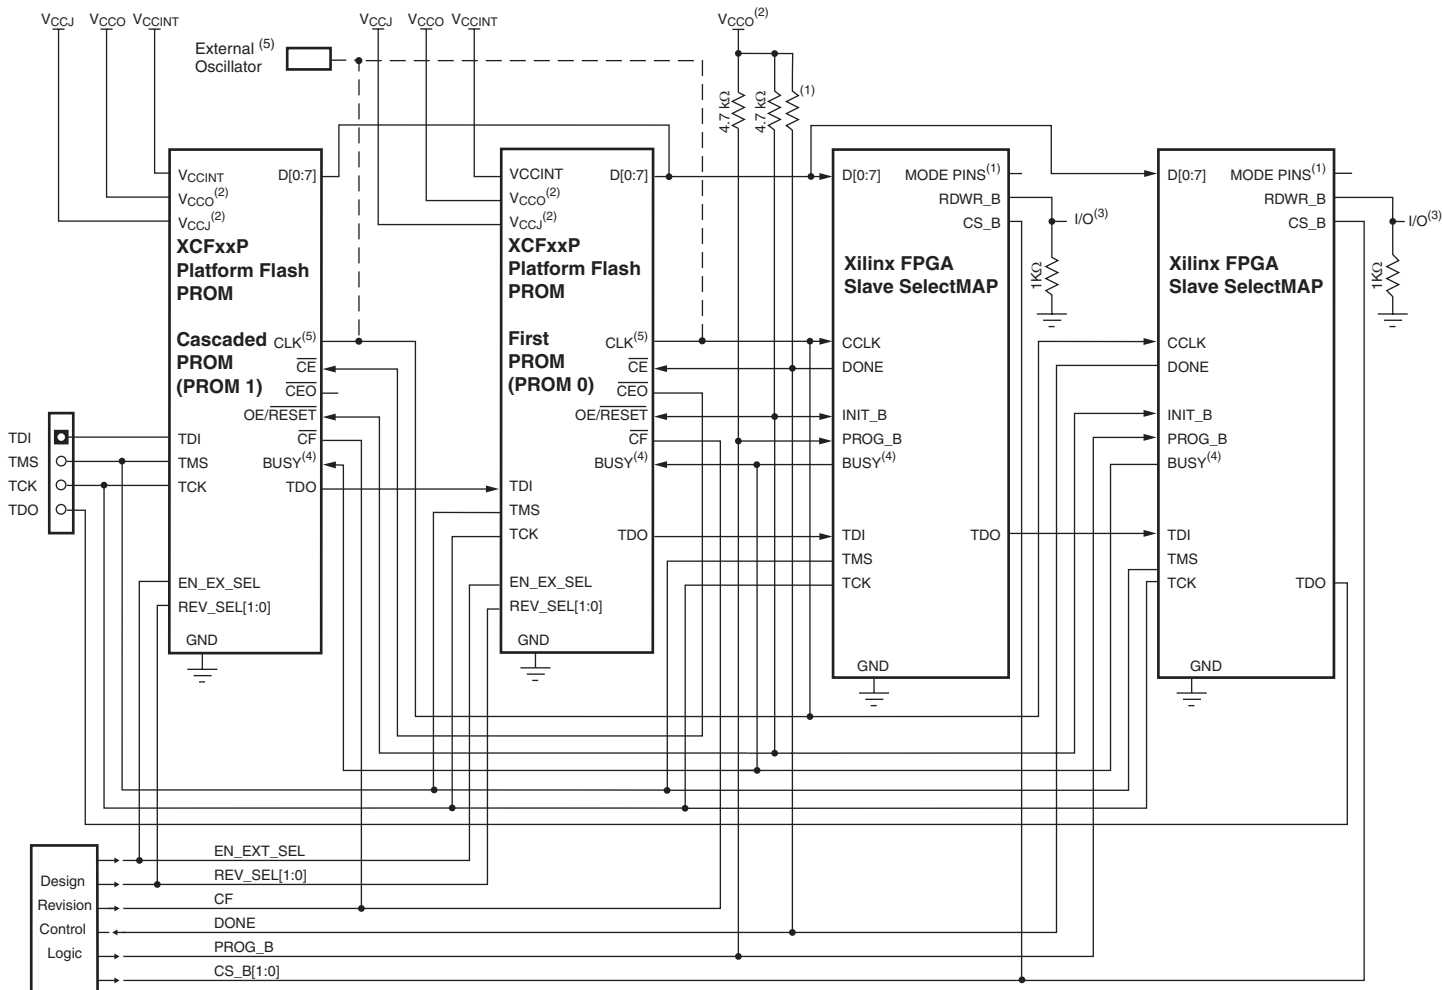 VCCJ VCCO VCCINT
External (5)
Oscillator
VCCJ VCCO VCCINT
VCCO(2)
4.7 kΩ
4.7 kΩ
(1)
VCCINT
VCCO(2)
VCCJ(2)
D[0:7]
XCFxxP
Platform Flash
PROM
Cascaded
PROM
(PROM 1)
CLK(5)
CE
CEO
OE/RESET
CF
BUSY(4)
TDO
TDI
TMS
TCK
EN_EX_SEL
REV_SEL[1:0]
GND
TDI
TMS
TCK
TDO
VCCINT
VCCO(2)
VCCJ(2)
D[0:7]
XCFxxP
Platform Flash
PROM
First
PROM
(PROM 0)
CLK(5)
CE
CEO
OE/RESET
CF
BUSY(4)
TDI
TMS
TCK
TDO
EN_EX_SEL
REV_SEL[1:0]
GND
D[0:7]
MODE PINS(1)
RDWR_B
CS_B
I/O(3)
1KΩ
Xilinx FPGA
Slave SelectMAP
CCLK
DONE
INIT_B
PROG_B
BUSY(4)
TDI
TMS
TCK
TDO
GND
D[0:7]
MODE PINS(1)
RDWR_B
CS_B
I/O(3)
1KΩ
Xilinx FPGA
Slave SelectMAP
CCLK
DONE
INIT_B
PROG_B
BUSY(4)
TDI
TMS
TCK
TDO
GND
Design
Revision
Control
Logic
EN_EXT_SEL
REV_SEL[1:0]
CF
DONE
PROG_B
CS_B[1:0]